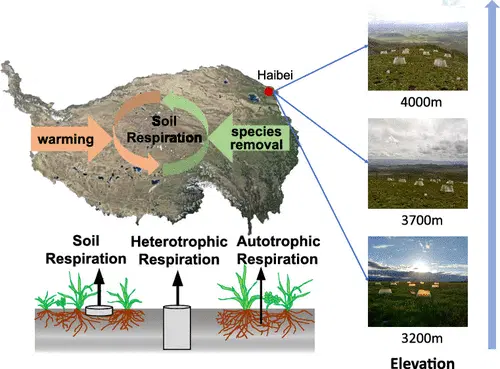 Haibei
Soil
Respiration
warming
species
removal
Soil
Respiration
Heterotrophic
Respiration
Autotrophic
Respiration
4000m
3700m
3200m
Elevation